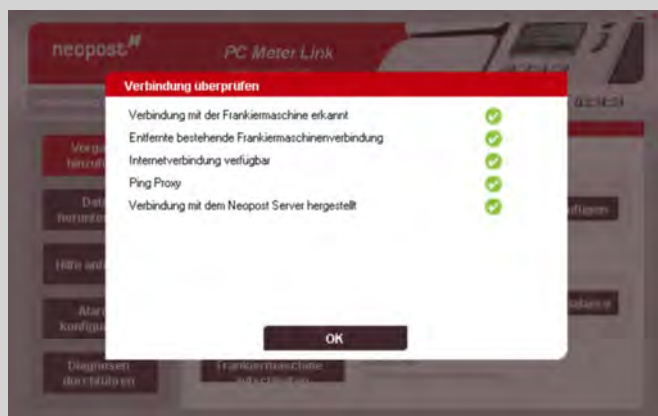 neopost
PC Meter Link
Verbindung überprüfen
Verbindung mit der Frankiermaschine erkannt
Entfernte bestehende Frankiermaschinenverbindung
Internetverbindung verfügbar
Ping Proxy
Verbindung mit dem Neopost Server hergestellt
OK
Diagnosen
durchführen
Frankiermaschine